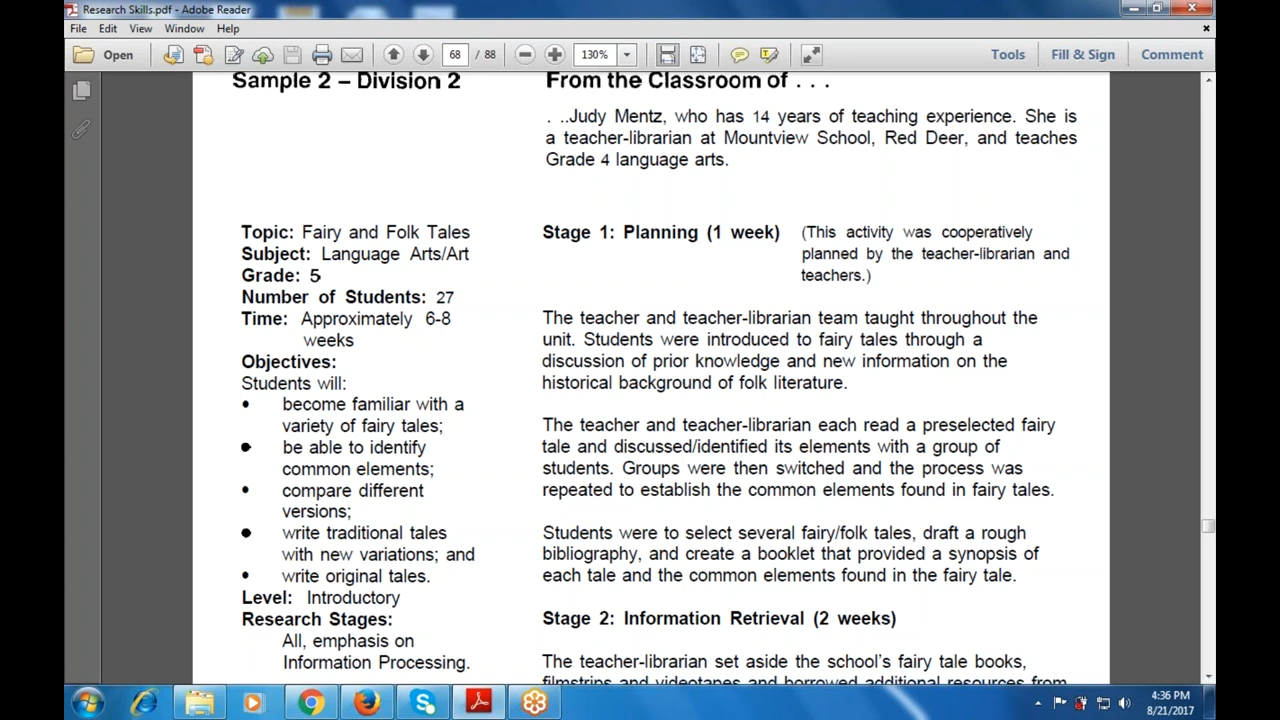 Research Skills.pdf - Adobe Reader
File Edit View Window Help
Open 68 / 88 130% Tools Fill & Sign Comment
Sample 2 – Division 2
From the Classroom of . . .
. ..Judy Mentz, who has 14 years of teaching experience. She is
a teacher-librarian at Mountview School, Red Deer, and teaches
Grade 4 language arts.
Topic: Fairy and Folk Tales
Subject: Language Arts/Art
Grade: 5
Number of Students: 27
Time: Approximately 6-8
weeks
Objectives:
Students will:
• become familiar with a
variety of fairy tales;
• be able to identify
common elements;
• compare different
versions;
• write traditional tales
with new variations; and
• write original tales.
Level: Introductory
Research Stages:
All, emphasis on
Information Processing.
Stage 1: Planning (1 week)
(This activity was cooperatively
planned by the teacher-librarian and
teachers.)
The teacher and teacher-librarian team taught throughout the
unit. Students were introduced to fairy tales through a
discussion of prior knowledge and new information on the
historical background of folk literature.
The teacher and teacher-librarian each read a preselected fairy
tale and discussed/identified its elements with a group of
students. Groups were then switched and the process was
repeated to establish the common elements found in fairy tales.
Students were to select several fairy/folk tales, draft a rough
bibliography, and create a booklet that provided a synopsis of
each tale and the common elements found in the fairy tale.
Stage 2: Information Retrieval (2 weeks)
The teacher-librarian set aside the school's fairy tale books,
filmstrips and videotapes and borrowed additional resources from
4:36 PM
8/21/2017